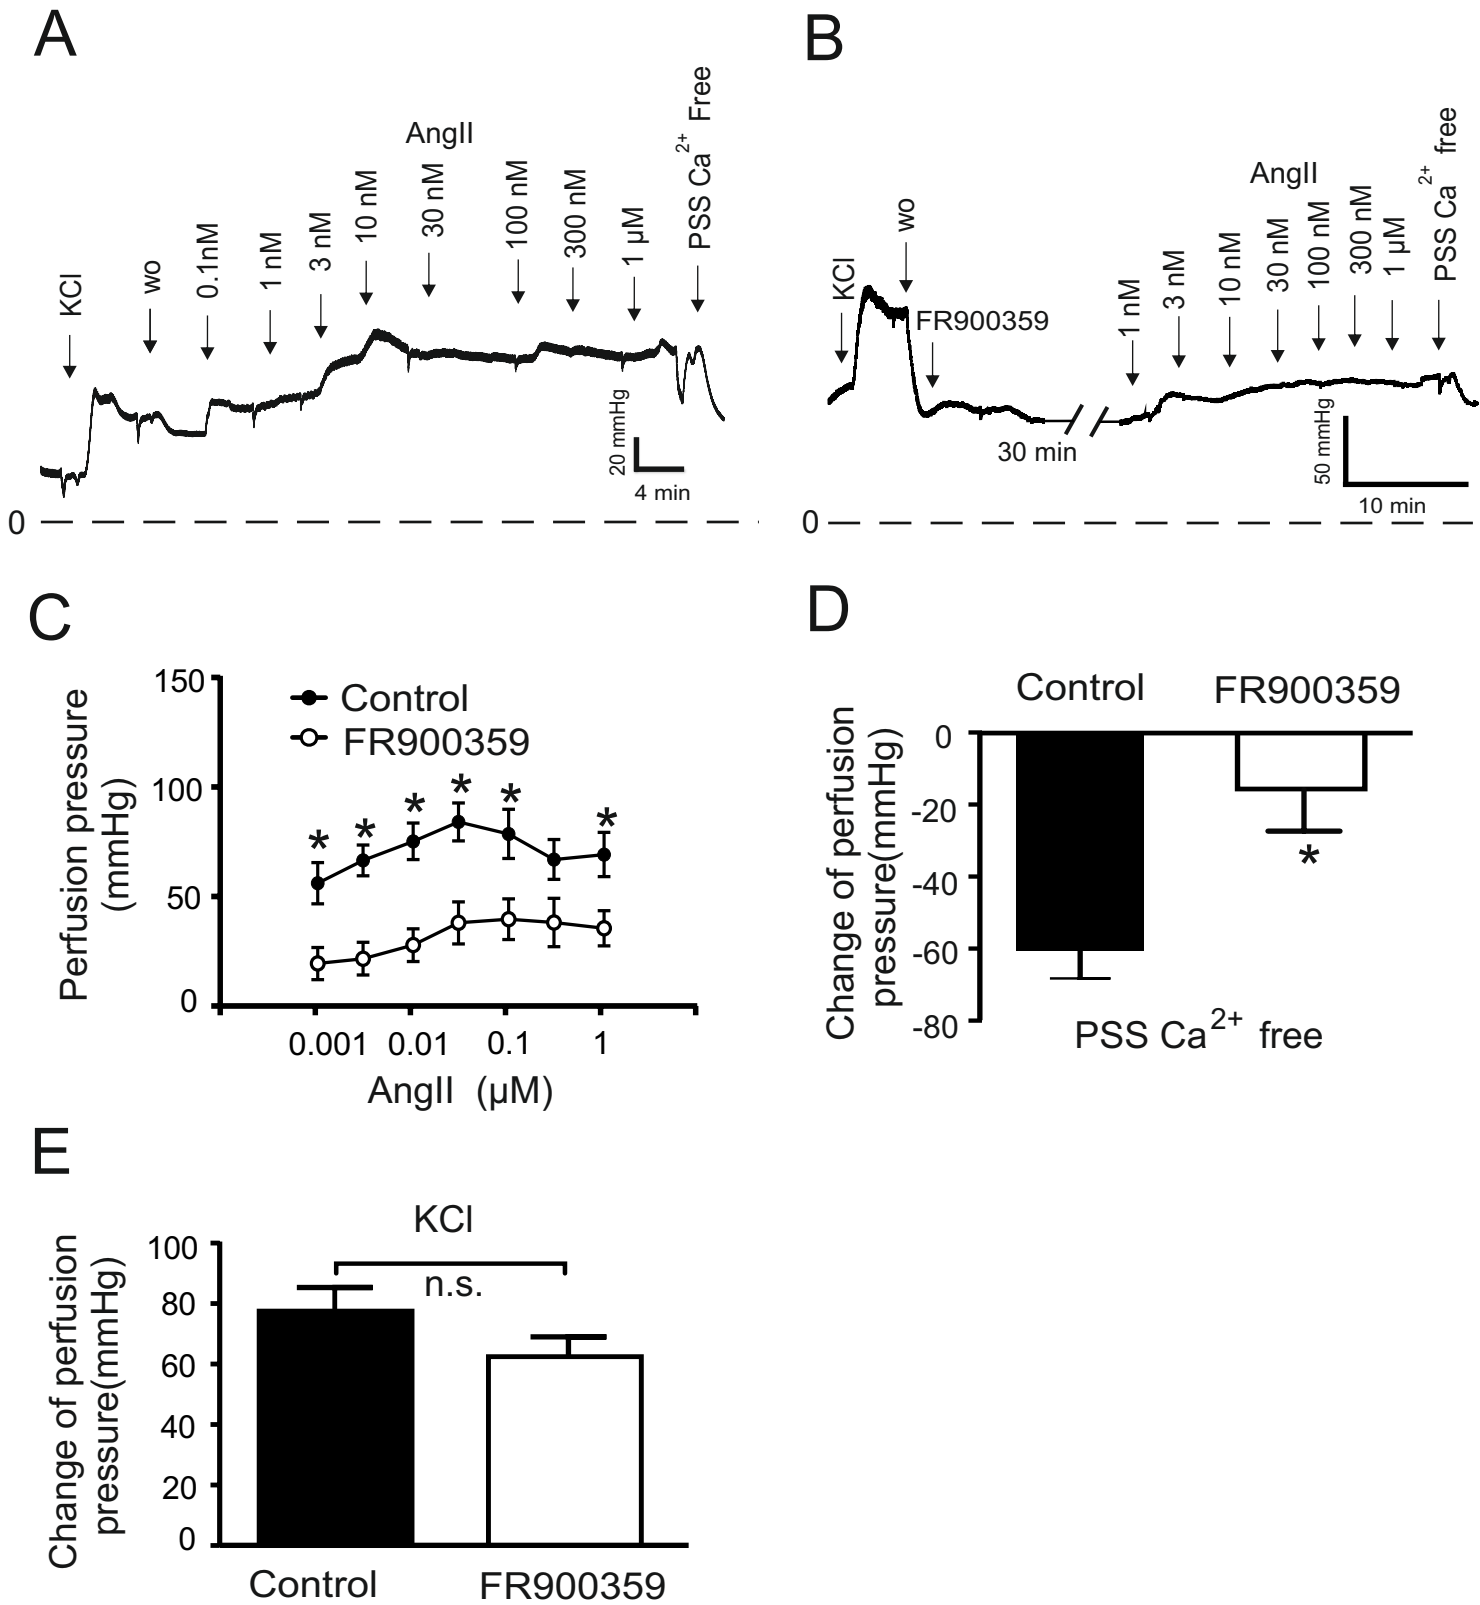 A
AngII
KCl
wo
0.1nM
1 nM
3 nM
10 nM
30 nM
100 nM
300 nM
1 µM
PSS Ca2+ Free
20 mmHg
4 min
0
B
AngII
KCl
wo
FR900359
30 min
1 nM
3 nM
10 nM
30 nM
100 nM
300 nM
1 µM
PSS Ca2+ free
50 mmHg
10 min
0
C
Perfusion pressure
(mmHg)
150
100
50
0
Control
FR900359
* * * * * *
0.001 0.01 0.1 1
AngII (µM)
D
Control FR900359
Change of perfusion
pressure(mmHg)
0
-20
-40
-60
-80
*
PSS Ca2+ free
E
KCl
n.s.
Change of perfusion
pressure(mmHg)
100
80
60
40
20
0
Control FR900359